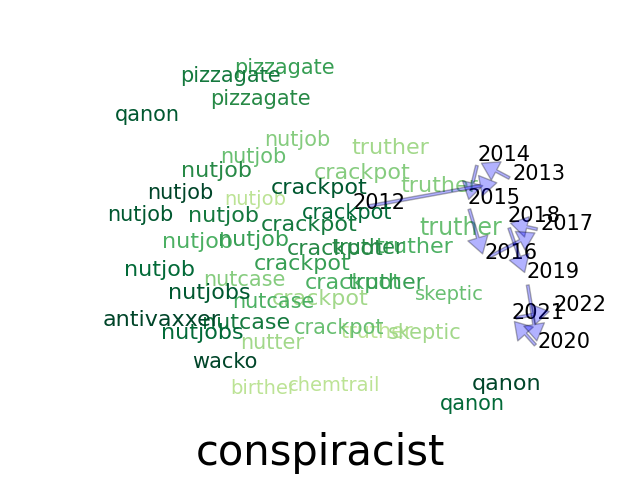 pizzagate
pizzagate
pizzagate
qanon
nutjob
truther
nutjob
2014
nutjob
crackpot
2013
nutjob
crackpot
truther
nutjob
2012
2015
nutjob
nutjob
crackpot
2018
crackpot
truther
2017
nutjob
nutjob
crackpot
truther
truther
2016
nutjob
crackpot
2019
nutcase
crackpot
truther
nutjobs
nutcase
crackpot
skeptic
2022
antivaxxer
nutcase
2021
nutjobs
crackpot
truther
skeptic
nutter
2020
wacko
birther
chemtrail
qanon
qanon
conspiracist